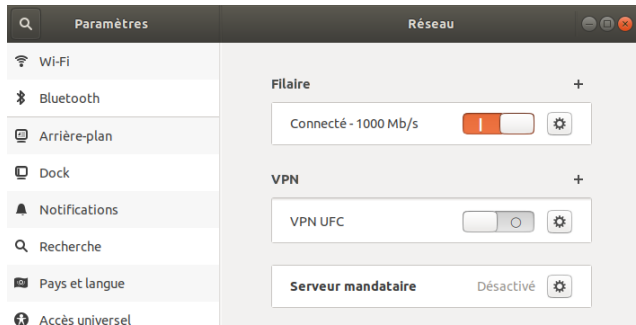 Paramètres
Réseau
Wi-Fi
Bluetooth
Arrière-plan
Dock
Notifications
Recherche
Pays et langue
Accès universel
Filaire
Connecté - 1000 Mb/s
VPN
VPN UFC
Serveur mandataire Désactivé